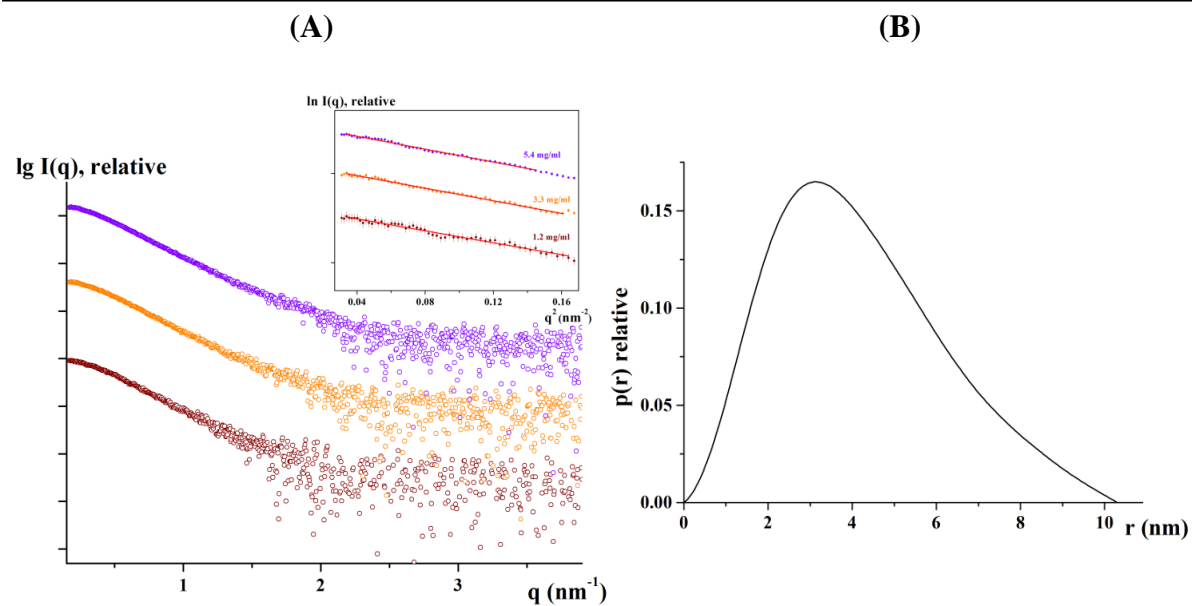 (A)
(B)
ln I(q), relative
lg I(q), relative
5.4 mg/ml
3.3 mg/ml
1.2 mg/ml
0.04 0.08 0.12 0.16
q² (nm⁻²)
1 2 3
q (nm⁻¹)
p(r) relative
0.15
0.10
0.05
0.00
0 2 4 6 8 10
r (nm)